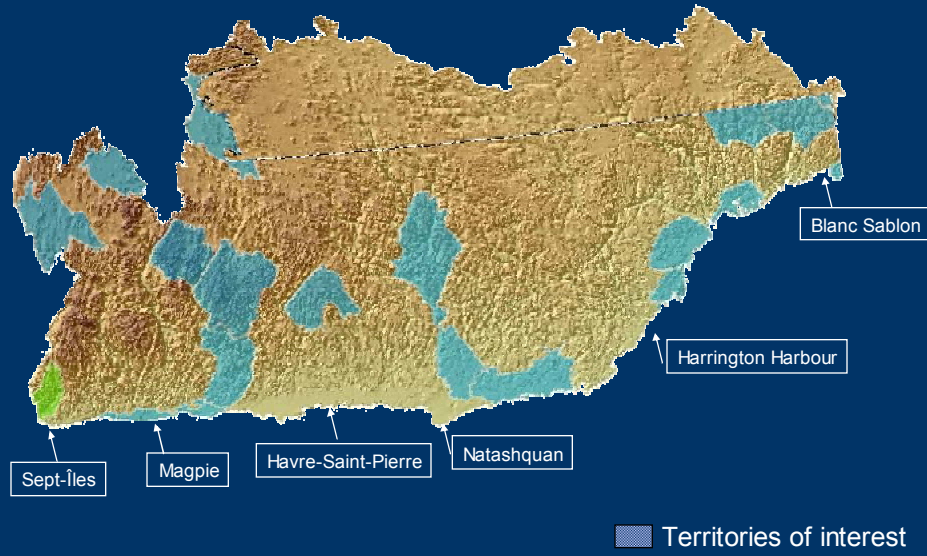 Blanc Sablon
Harrington Harbour
Havre-Saint-Pierre
Natashquan
Magpie
Sept-Îles
Territories of interest